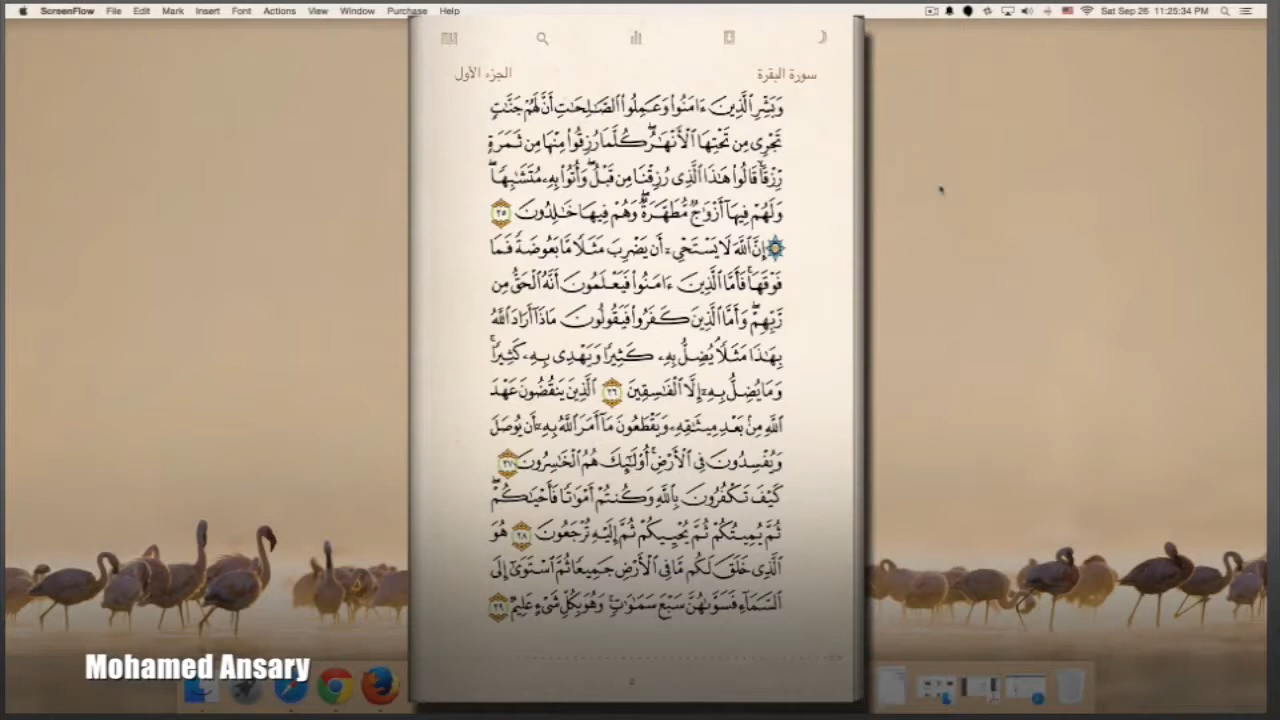 ScreenFlow File Edit Mark Insert Font Actions View Window Purchase Help Sat Sep 26 11:25:34 PM
سورة البقرة الجزء الأول
وَبَشِّرِ ٱلَّذِينَ ءَامَنُوا۟ وَعَمِلُوا۟ ٱلصَّـٰلِحَـٰتِ أَنَّ لَهُمْ جَنَّـٰتٍ
تَجْرِى مِن تَحْتِهَا ٱلْأَنْهَـٰرُ ۖ كُلَّمَا رُزِقُوا۟ مِنْهَا مِن ثَمَرَةٍ
رِّزْقًا ۙ قَالُوا۟ هَـٰذَا ٱلَّذِى رُزِقْنَا مِن قَبْلُ ۖ وَأُتُوا۟ بِهِۦ مُتَشَـٰبِهًا ۖ
وَلَهُمْ فِيهَآ أَزْوَٰجٌ مُّطَهَّرَةٌ ۖ وَهُمْ فِيهَا خَـٰلِدُونَ ٢٥
۞ إِنَّ ٱللَّهَ لَا يَسْتَحْىِۦٓ أَن يَضْرِبَ مَثَلًا مَّا بَعُوضَةً فَمَا
فَوْقَهَا ۚ فَأَمَّا ٱلَّذِينَ ءَامَنُوا۟ فَيَعْلَمُونَ أَنَّهُ ٱلْحَقُّ مِن
رَّبِّهِمْ ۖ وَأَمَّا ٱلَّذِينَ كَفَرُوا۟ فَيَقُولُونَ مَاذَآ أَرَادَ ٱللَّهُ
بِهَـٰذَا مَثَلًا ۘ يُضِلُّ بِهِۦ كَثِيرًا وَيَهْدِى بِهِۦ كَثِيرًا ۚ
وَمَا يُضِلُّ بِهِۦٓ إِلَّا ٱلْفَـٰسِقِينَ ٢٦ ٱلَّذِينَ يَنقُضُونَ عَهْدَ
ٱللَّهِ مِنۢ بَعْدِ مِيثَـٰقِهِۦ وَيَقْطَعُونَ مَآ أَمَرَ ٱللَّهُ بِهِۦٓ أَن يُوصَلَ
وَيُفْسِدُونَ فِى ٱلْأَرْضِ ۚ أُو۟لَـٰٓئِكَ هُمُ ٱلْخَـٰسِرُونَ ٢٧
كَيْفَ تَكْفُرُونَ بِٱللَّهِ وَكُنتُمْ أَمْوَٰتًا فَأَحْيَـٰكُمْ ۖ
ثُمَّ يُمِيتُكُمْ ثُمَّ يُحْيِيكُمْ ثُمَّ إِلَيْهِ تُرْجَعُونَ ٢٨ هُوَ
ٱلَّذِى خَلَقَ لَكُم مَّا فِى ٱلْأَرْضِ جَمِيعًا ثُمَّ ٱسْتَوَىٰٓ إِلَى
ٱلسَّمَآءِ فَسَوَّىٰهُنَّ سَبْعَ سَمَـٰوَٰتٍ ۚ وَهُوَ بِكُلِّ شَىْءٍ عَلِيمٌ ٢٩
Mohamed Ansary